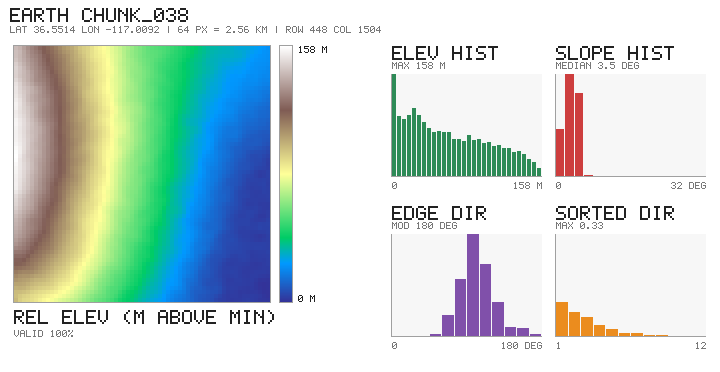 EARTH CHUNK_038
LAT 36.5514 LON -117.0092 | 64 PX = 2.56 KM | ROW 448 COL 1504
158 M
0 M
REL ELEV (M ABOVE MIN)
VALID 100%
ELEV HIST
MAX 158 M
0 158 M
SLOPE HIST
MEDIAN 3.5 DEG
0 32 DEG
EDGE DIR
MOD 180 DEG
0 180 DEG
SORTED DIR
MAX 0.33
1 12